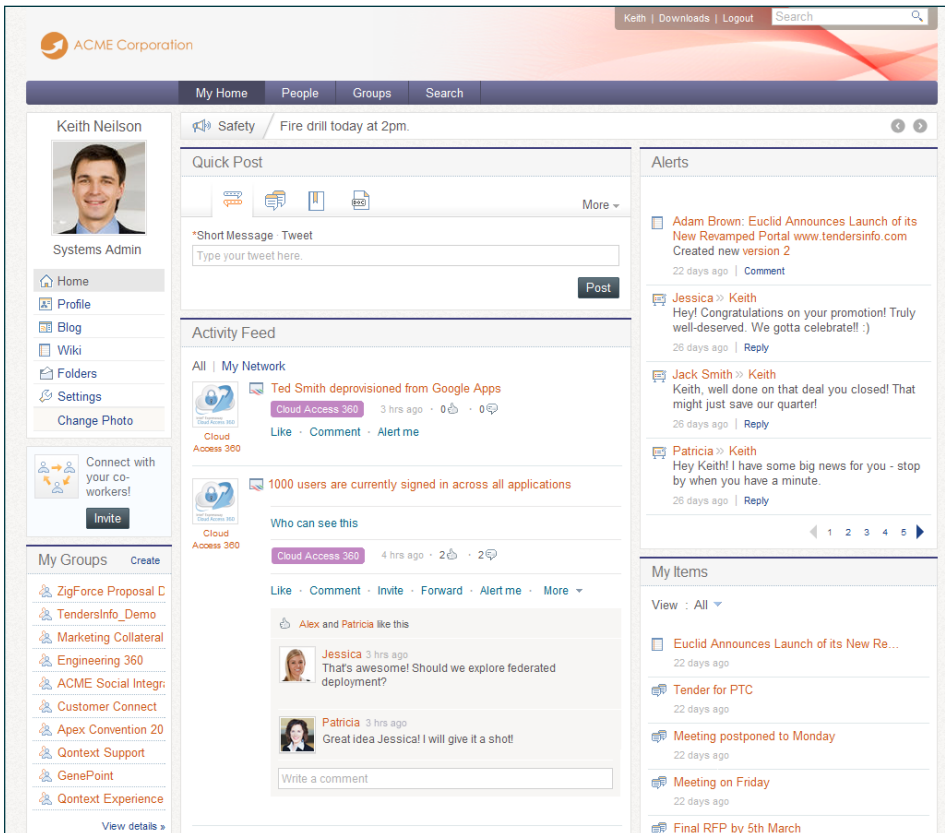 Keith | Downloads | Logout Search
ACME Corporation
My Home People Groups Search
Keith Neilson
Systems Admin
Home
Profile
Blog
Wiki
Folders
Settings
Change Photo
Connect with
your co-
workers!
Invite
My Groups Create
ZigForce Proposal D
TendersInfo_Demo
Marketing Collateral
Engineering 360
ACME Social Integra
Customer Connect
Apex Convention 20
Qontext Support
GenePoint
Qontext Experience
View details »
Safety Fire drill today at 2pm.
Quick Post
More
*Short Message · Tweet
Type your tweet here.
Post
Activity Feed
All | My Network
Cloud
Access 360
Ted Smith deprovisioned from Google Apps
Cloud Access 360 3 hrs ago · 0 · 0
Like · Comment · Alert me
Cloud
Access 360
1000 users are currently signed in across all applications
Who can see this
Cloud Access 360 4 hrs ago · 2 · 2
Like · Comment · Invite · Forward · Alert me · More
Alex and Patricia like this
Jessica 3 hrs ago
That's awesome! Should we explore federated
deployment?
Patricia 3 hrs ago
Great idea Jessica! I will give it a shot!
Write a comment
Alerts
Adam Brown: Euclid Announces Launch of its
New Revamped Portal www.tendersinfo.com
Created new version 2
22 days ago | Comment
Jessica » Keith
Hey! Congratulations on your promotion! Truly
well-deserved. We gotta celebrate!! :)
26 days ago | Reply
Jack Smith » Keith
Keith, well done on that deal you closed! That
might just save our quarter!
26 days ago | Reply
Patricia » Keith
Hey Keith! I have some big news for you - stop
by when you have a minute.
26 days ago | Reply
1 2 3 4 5
My Items
View : All
Euclid Announces Launch of its New Re...
22 days ago
Tender for PTC
22 days ago
Meeting postponed to Monday
22 days ago
Meeting on Friday
22 days ago
Final RFP by 5th March